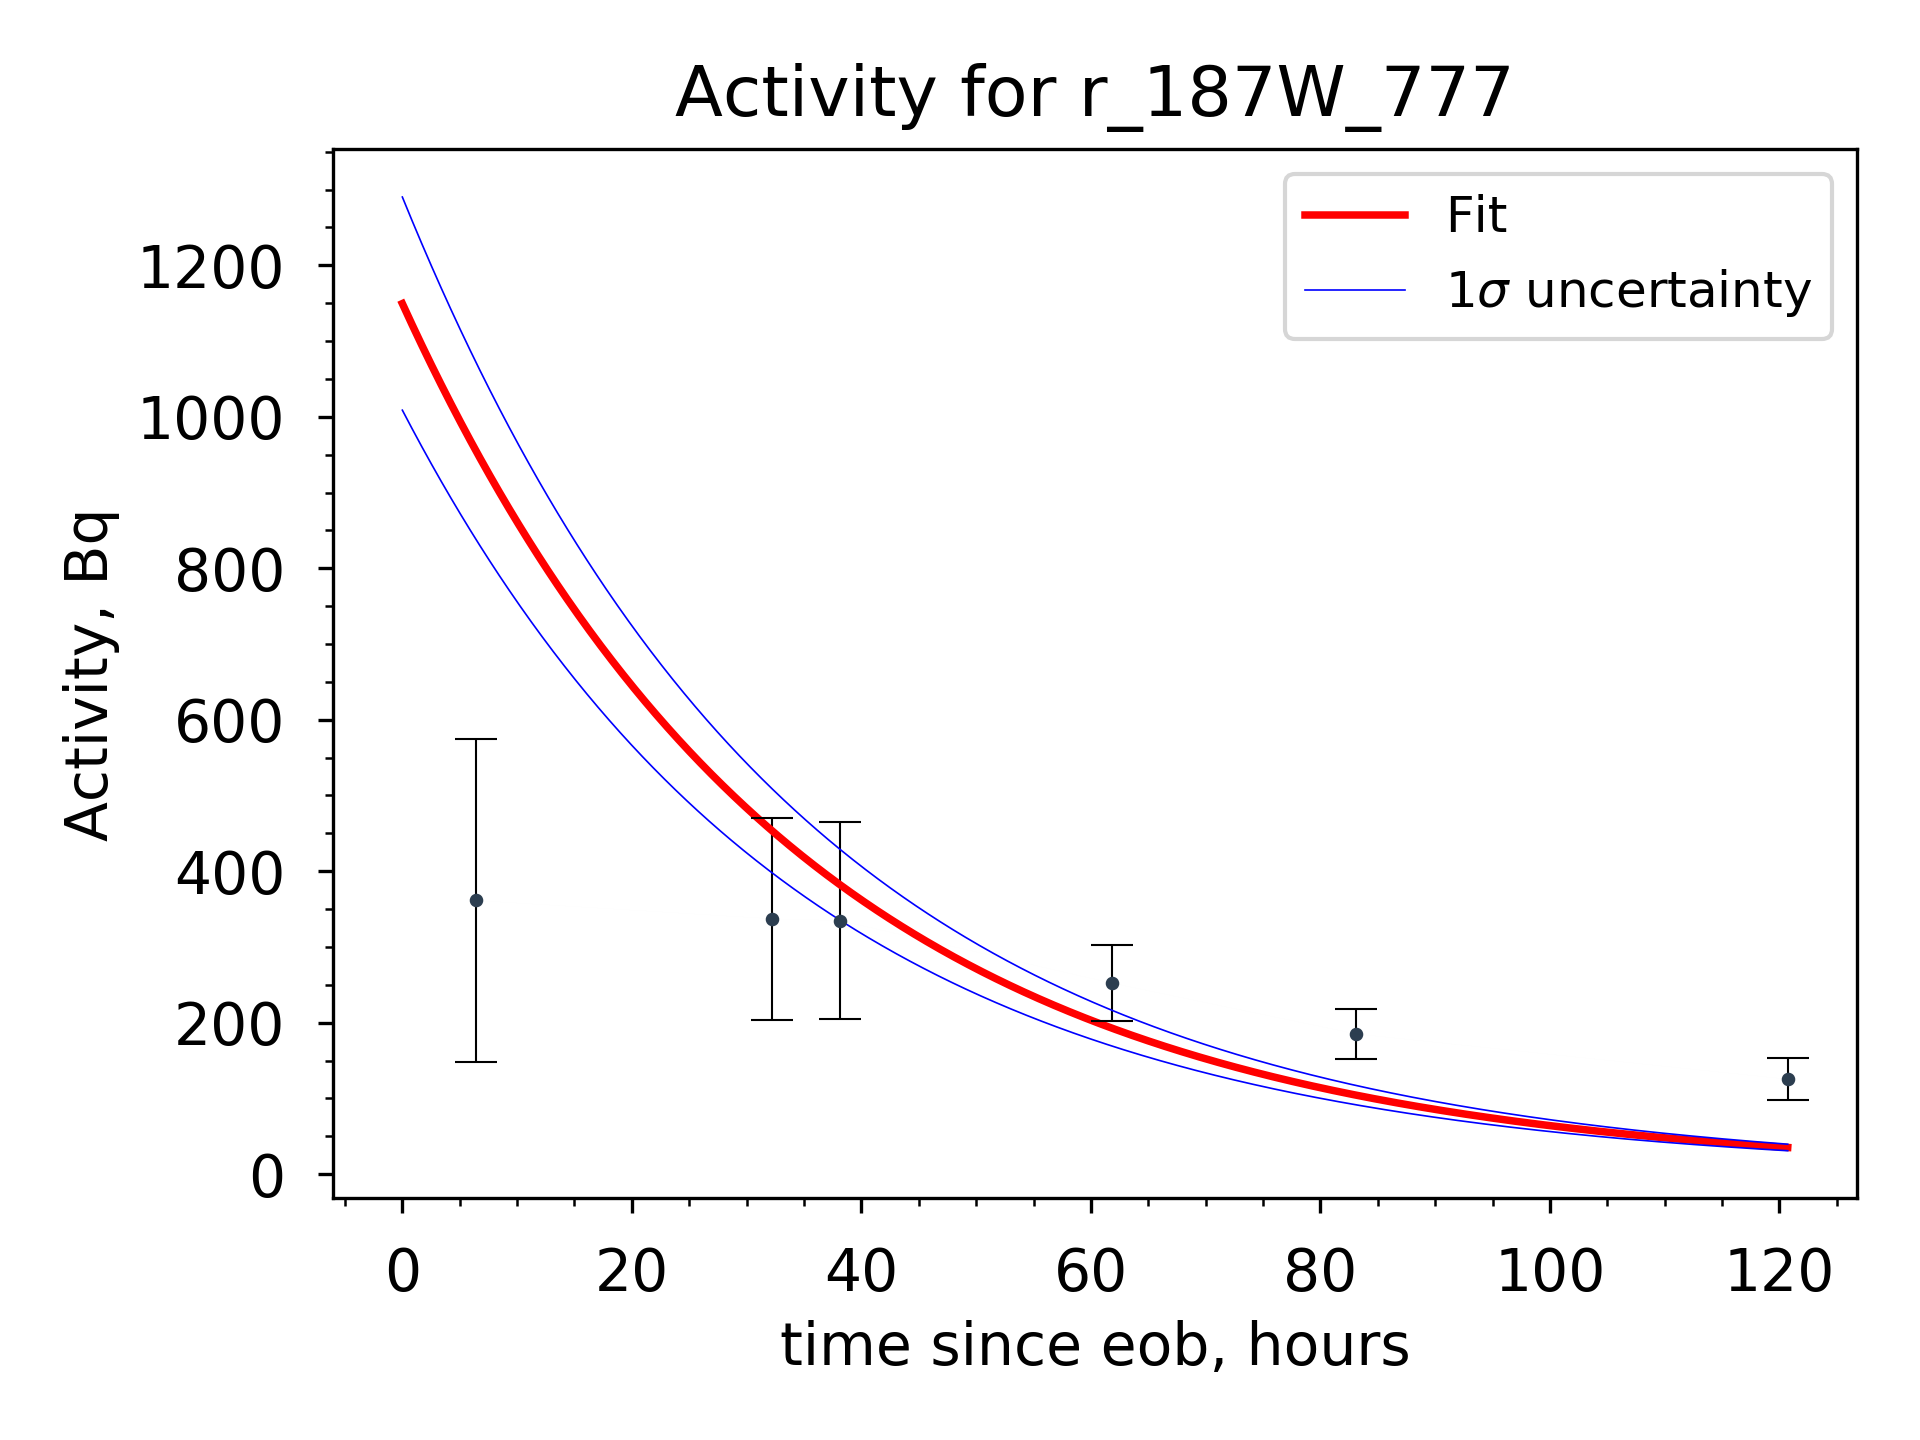 Activity for r_187W_777
Fit
1σ uncertainty
Activity, Bq
1200
1000
800
600
400
200
0
0 20 40 60 80 100 120
time since eob, hours